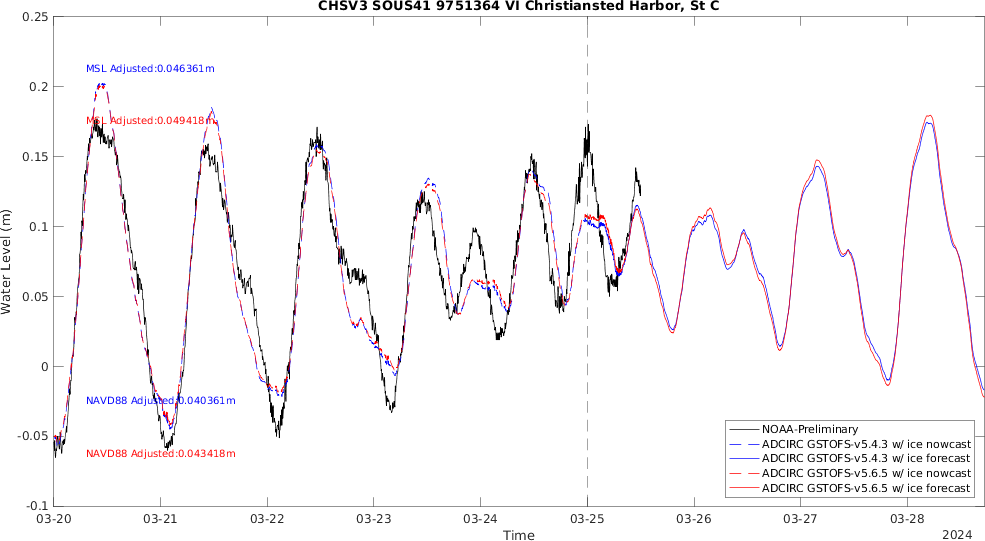 CHSV3 SOUS41 9751364 VI Christiansted Harbor, St C
0.25
0.2
0.15
0.1
0.05
0
-0.05
-0.1
Water Level (m)
MSL Adjusted:0.046361m
MSL Adjusted:0.049418m
NAVD88 Adjusted:0.040361m
NAVD88 Adjusted:0.043418m
NOAA-Preliminary
ADCIRC GSTOFS-v5.4.3 w/ ice nowcast
ADCIRC GSTOFS-v5.4.3 w/ ice forecast
ADCIRC GSTOFS-v5.6.5 w/ ice nowcast
ADCIRC GSTOFS-v5.6.5 w/ ice forecast
03-20 03-21 03-22 03-23 03-24 03-25 03-26 03-27 03-28
Time
2024